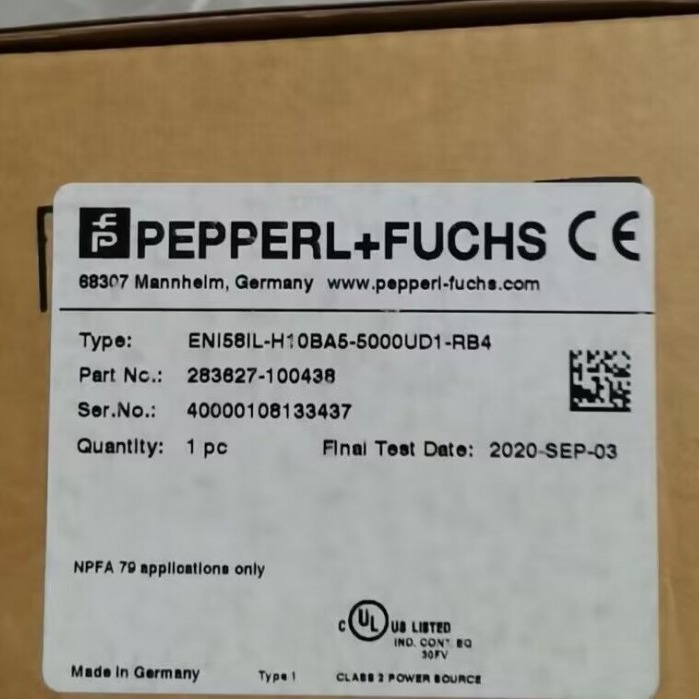 PEPPERL+FUCHS CE
68307 Mannheim, Germany www.pepperl-fuchs.com
Type: ENI58IL-H10BA5-5000UD1-RB4
Part No.: 283627-100438
Ser.No.: 40000108133437
Quantity: 1 pc Final Test Date: 2020-SEP-03
NPFA 79 applications only
C UL US LISTED
IND. CONT EQ
30FV
Made in Germany Type 1 CLASS 2 POWER SOURCE